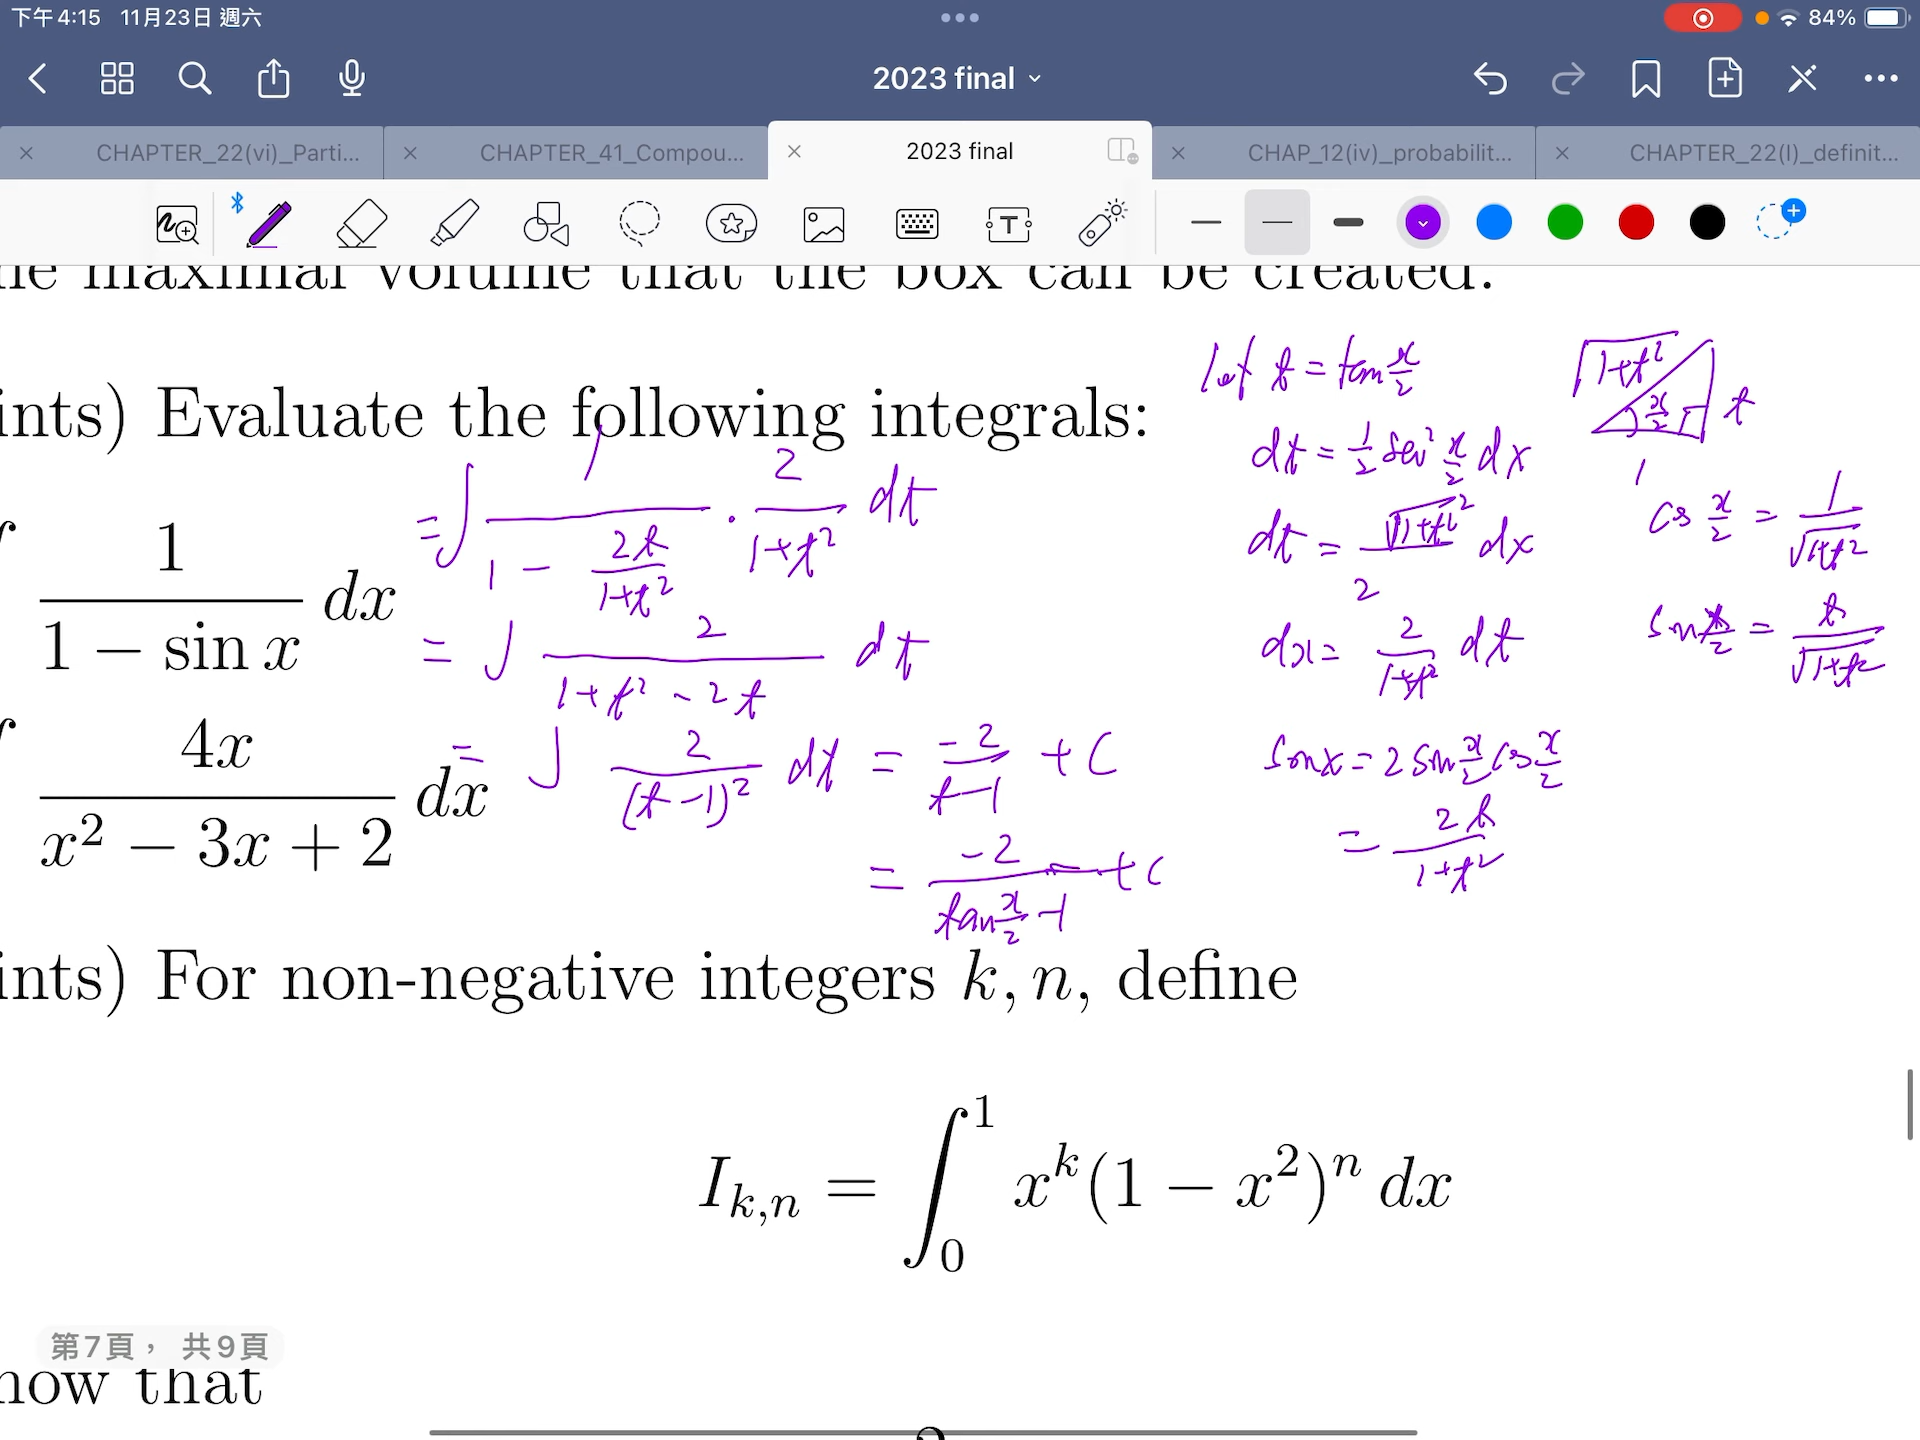 下午4:15 11月23日 週六
84%
2023 final
CHAPTER_22(vi)_Parti...
CHAPTER_41_Compou...
2023 final
CHAP_12(iv)_probabilit...
CHAPTER_22(I)_definit...
T
he maximal volume that the box can be created.
ints) Evaluate the following integrals:
∫ 1/(1 − sin x) dx
= ∫ 1/(1 − 2t/(1+t²)) · 2/(1+t²) dt
= ∫ 2/(1+t²−2t) dt
= ∫ 2/(t−1)² dt = −2/(t−1) + C
= −2/(tan x/2 −1) + C
∫ 4x/(x² − 3x + 2) dx
let t = tan x/2
dt = 1/2 sec² x/2 dx
dt = √(1+t²)²/2 dx
dx = 2/(1+t²) dt
sin x = 2 sin x/2 cos x/2
= 2t/(1+t²)
√(1+t²)
x/2
t
1
cos x/2 = 1/√(1+t²)
sin x/2 = t/√(1+t²)
ints) For non-negative integers k, n, define
I_{k,n} = ∫₀¹ x^k (1 − x²)^n dx
第7頁， 共9頁
how that